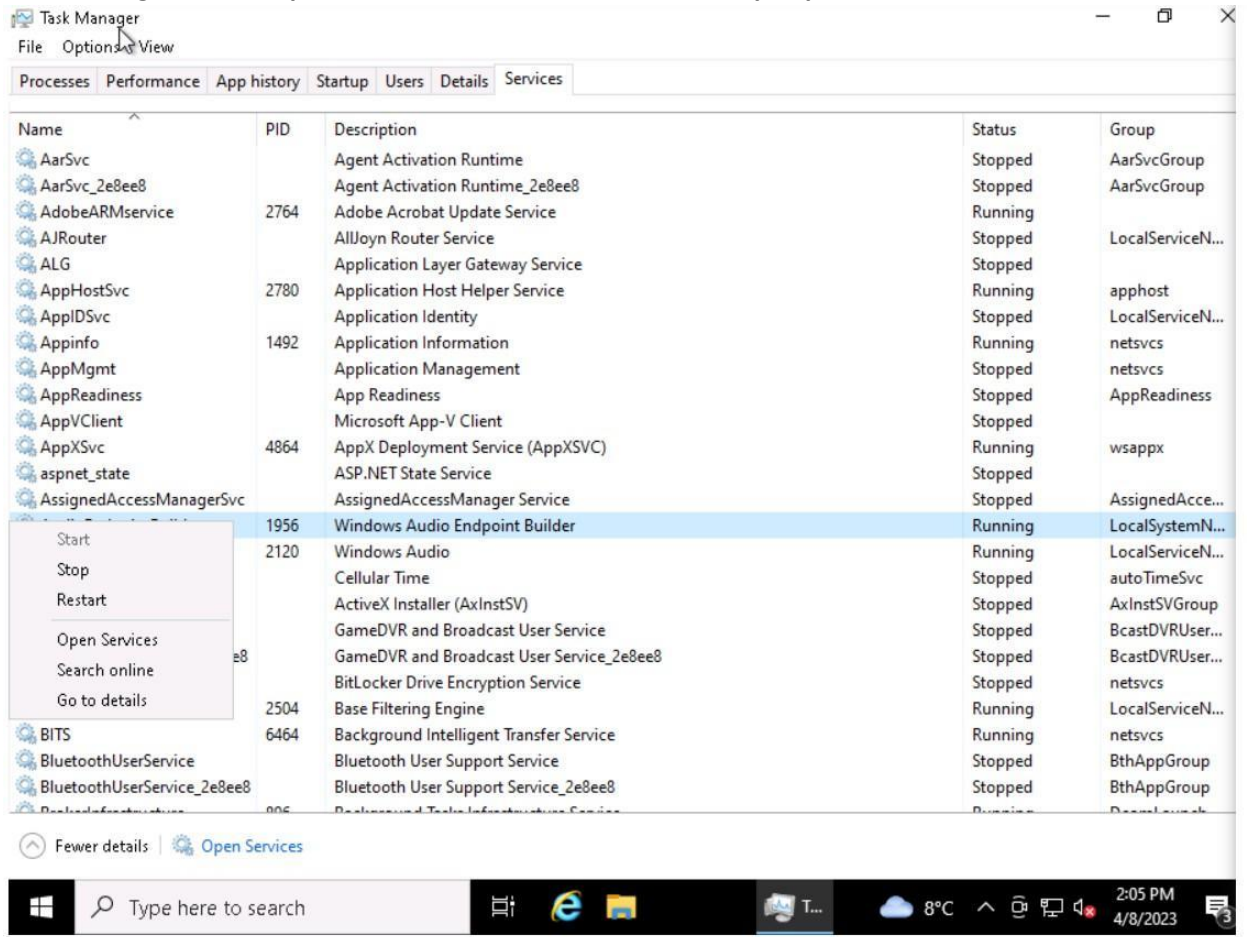 Task Manager
File Options View
Processes Performance App history Startup Users Details Services
Name PID Description Status Group
AarSvc Agent Activation Runtime Stopped AarSvcGroup
AarSvc_2e8ee8 Agent Activation Runtime_2e8ee8 Stopped AarSvcGroup
AdobeARMservice 2764 Adobe Acrobat Update Service Running
AJRouter AllJoyn Router Service Stopped LocalServiceN...
ALG Application Layer Gateway Service Stopped
AppHostSvc 2780 Application Host Helper Service Running apphost
AppIDSvc Application Identity Stopped LocalServiceN...
Appinfo 1492 Application Information Running netsvcs
AppMgmt Application Management Stopped netsvcs
AppReadiness App Readiness Stopped AppReadiness
AppVClient Microsoft App-V Client Stopped
AppXSvc 4864 AppX Deployment Service (AppXSVC) Running wsappx
aspnet_state ASP.NET State Service Stopped
AssignedAccessManagerSvc AssignedAccessManager Service Stopped AssignedAcce...
1956 Windows Audio Endpoint Builder Running LocalSystemN...
Start
2120 Windows Audio Running LocalServiceN...
Stop
Cellular Time Stopped autoTimeSvc
Restart
ActiveX Installer (AxInstSV) Stopped AxInstSVGroup
Open Services
GameDVR and Broadcast User Service Stopped BcastDVRUser...
e8 GameDVR and Broadcast User Service_2e8ee8 Stopped BcastDVRUser...
Search online
BitLocker Drive Encryption Service Stopped netsvcs
Go to details
2504 Base Filtering Engine Running LocalServiceN...
BITS 6464 Background Intelligent Transfer Service Running netsvcs
BluetoothUserService Bluetooth User Support Service Stopped BthAppGroup
BluetoothUserService_2e8ee8 Bluetooth User Support Service_2e8ee8 Stopped BthAppGroup
Fewer details Open Services
Type here to search T... 8°C 2:05 PM
4/8/2023 3